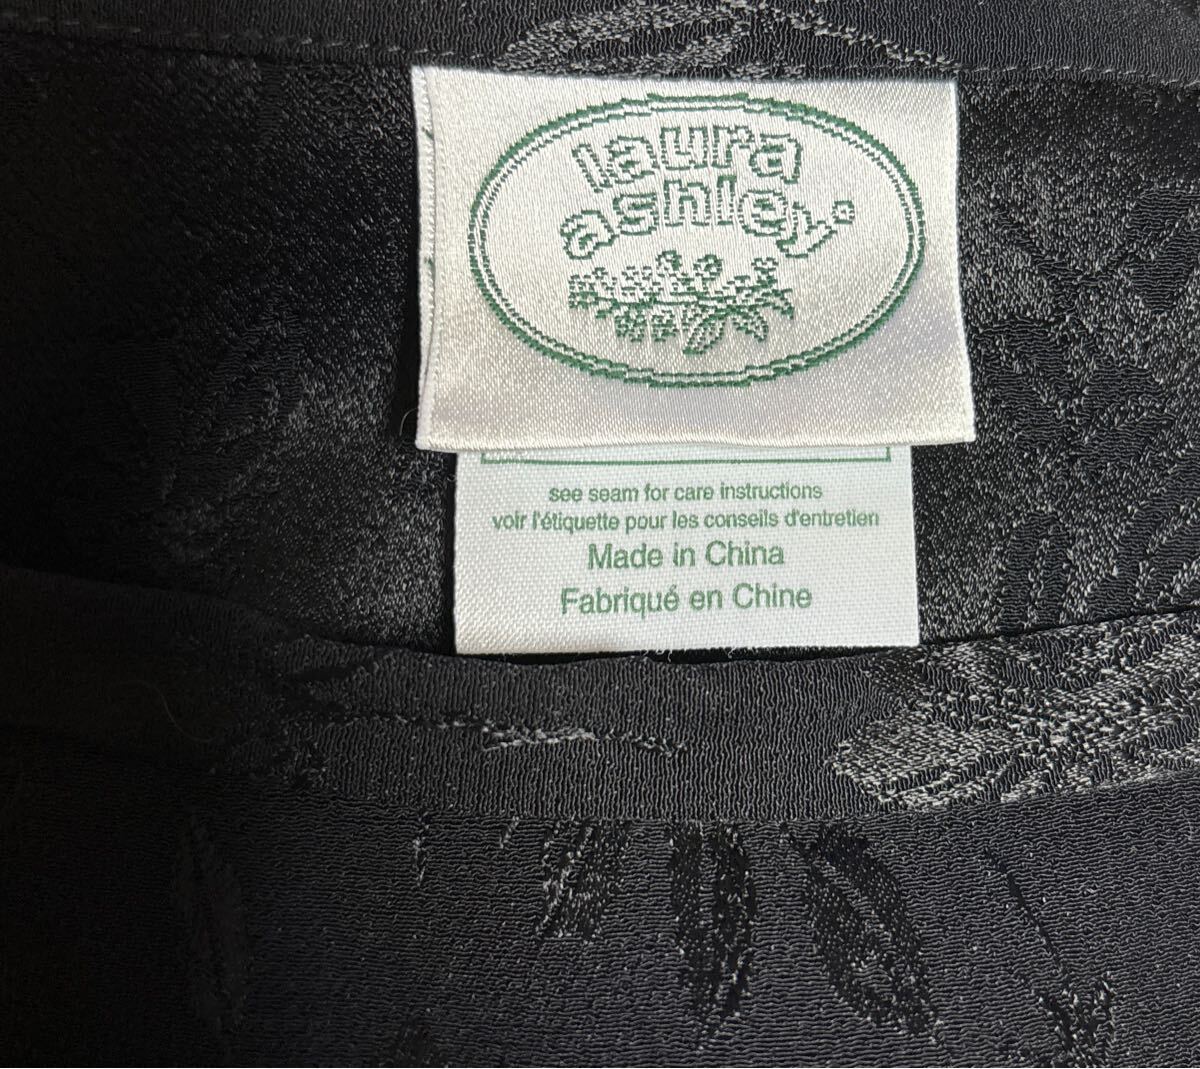 laura
ashley®
see seam for care instructions
voir l'étiquette pour les conseils d'entretien
Made in China
Fabriqué en Chine